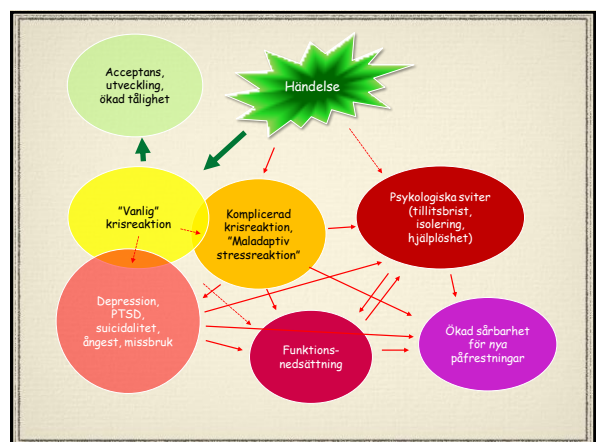 Acceptans,
utveckling,
ökad tålighet
Händelse
"Vanlig"
krisreaktion
Komplicerad
krisreaktion,
"Maladaptiv
stressreaktion"
Psykologiska sviter
(tillitsbrist,
isolering,
hjälplöshet)
Depression,
PTSD,
suicidalitet,
ångest, missbruk
Funktions-
nedsättning
Ökad sårbarhet
för nya
påfrestningar